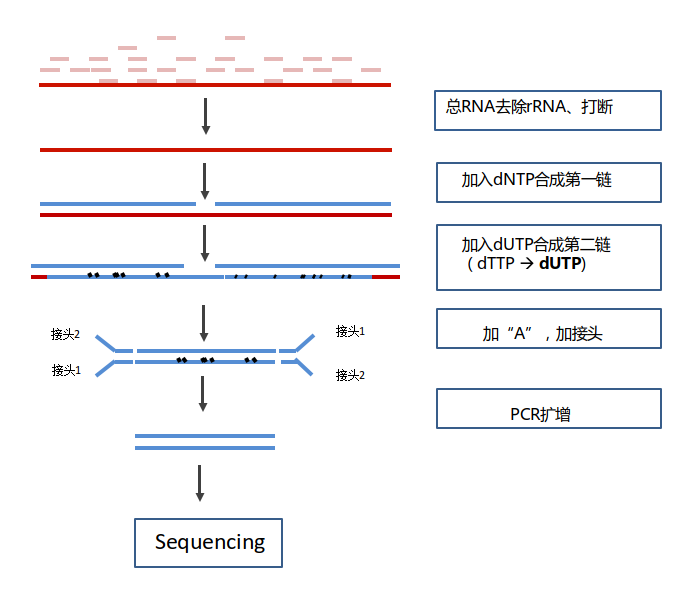 总RNA去除rRNA、打断
加入dNTP合成第一链
加入dUTP合成第二链
( dTTP → dUTP)
接头2
接头1
接头1
接头2
加“A”，加接头
PCR扩增
Sequencing